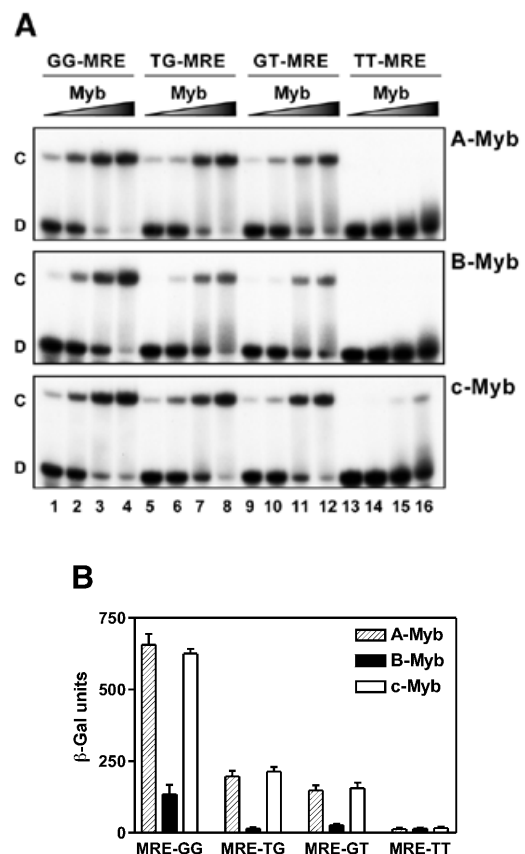 A
GG-MRE TG-MRE GT-MRE TT-MRE
Myb Myb Myb Myb
A-Myb
C
D
B-Myb
C
D
c-Myb
C
D
1 2 3 4 5 6 7 8 9 10 11 12 13 14 15 16
B
750
500
250
0
β-Gal units
A-Myb
B-Myb
c-Myb
MRE-GG MRE-TG MRE-GT MRE-TT